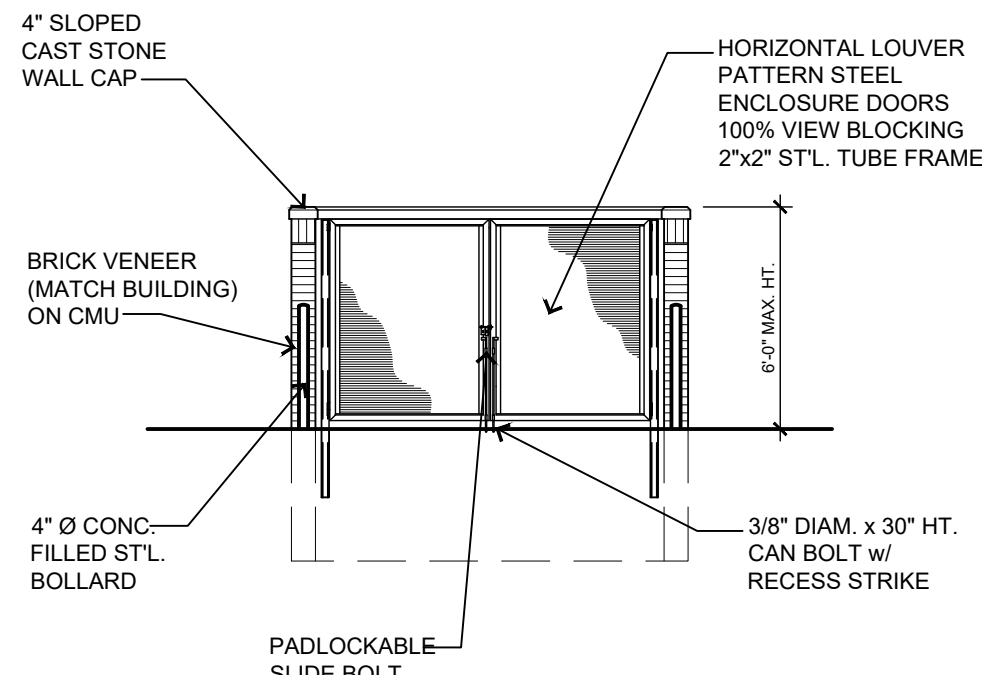 4" SLOPED
CAST STONE
WALL CAP
HORIZONTAL LOUVER
PATTERN STEEL
ENCLOSURE DOORS
100% VIEW BLOCKING
2"x2" ST'L. TUBE FRAME
BRICK VENEER
(MATCH BUILDING)
ON CMU
6'-0" MAX. HT.
4" Ø CONC.
FILLED ST'L.
BOLLARD
3/8" DIAM. x 30" HT.
CAN BOLT w/
RECESS STRIKE
PADLOCKABLE
SLIDE BOLT